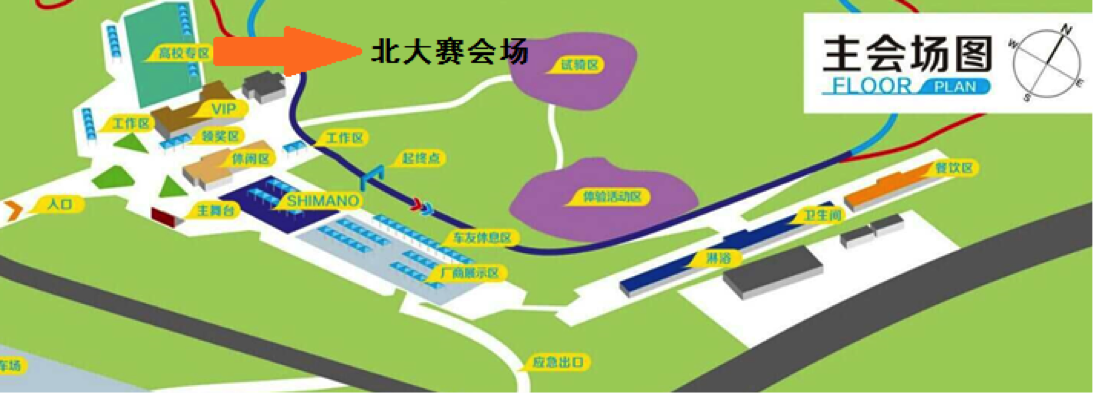 主会场图
FLOOR PLAN
N
W
E
S
高校专区
北大赛会场
试验区
VIP
工作区
领奖区
工作区
休闲区
起终点
体验活动区
餐饮区
入口
主舞台
SHIMANO
卫生间
车友休息区
淋浴
厂商展示区
应急出口
车场